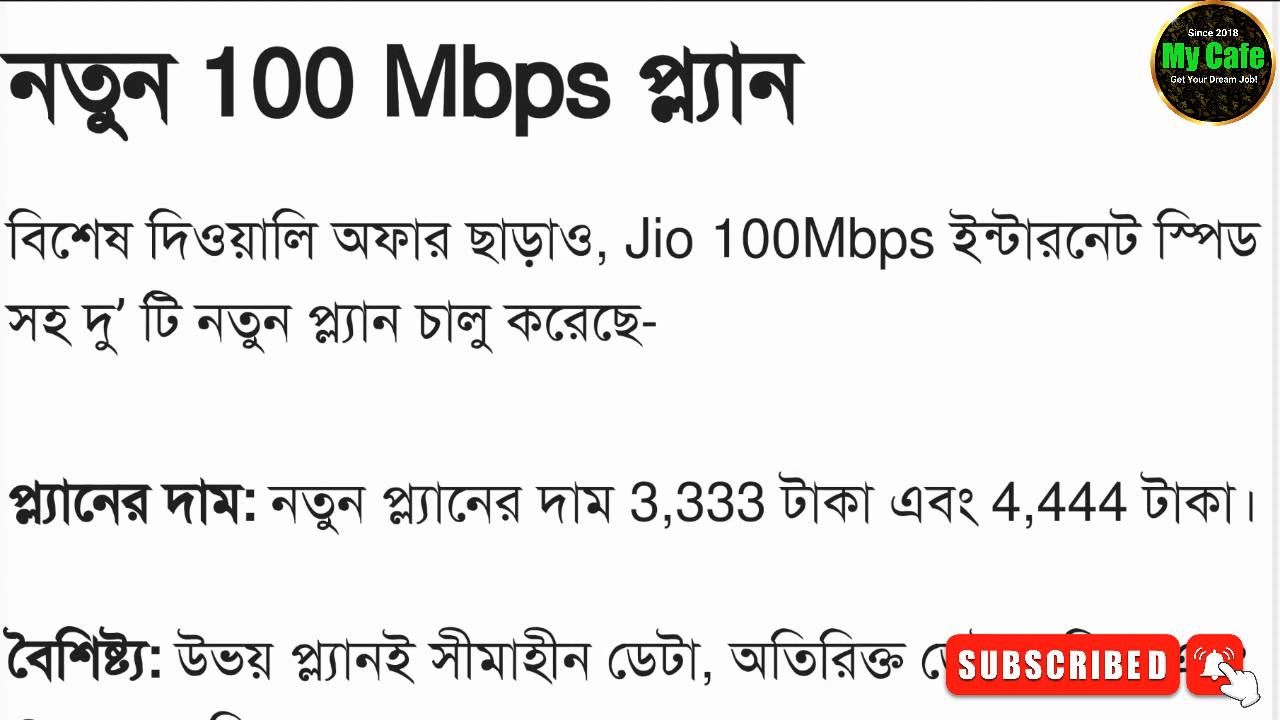 নতুন 100 Mbps প্ল্যান
Since 2018
My Cafe
Get Your Dream Job!
বিশেষ দিওয়ালি অফার ছাড়াও, Jio 100Mbps ইন্টারনেট স্পিড
সহ দু’ টি নতুন প্ল্যান চালু করেছে-
প্ল্যানের দাম: নতুন প্ল্যানের দাম 3,333 টাকা এবং 4,444 টাকা।
বৈশিষ্ট্য: উভয় প্ল্যানই সীমাহীন ডেটা, অতিরিক্ত
SUBSCRIBED